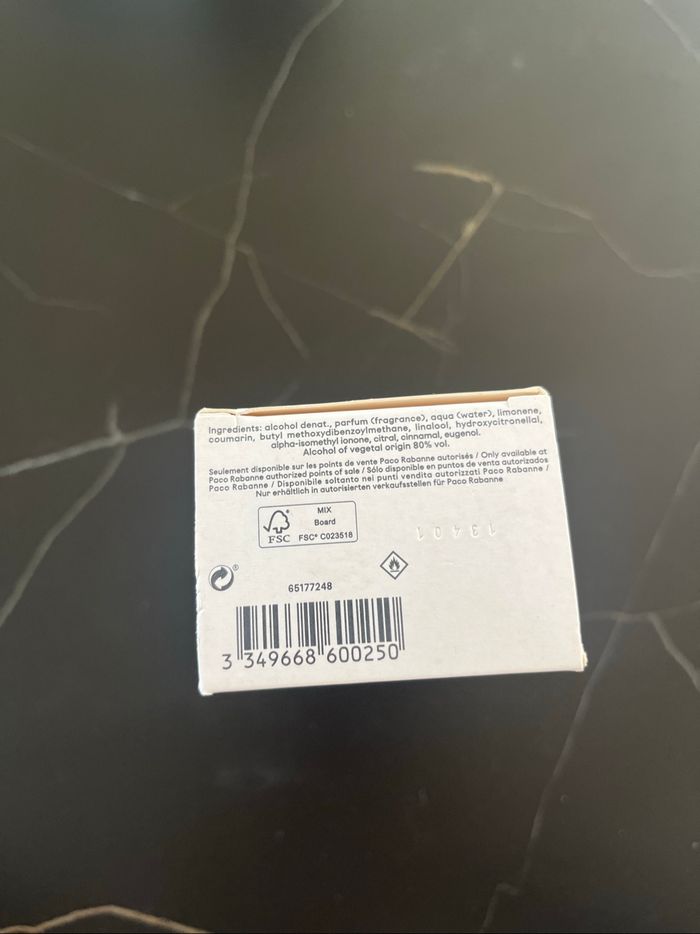 Ingredients: alcohol denat., parfum (fragrance), aqua (water), limonene,
coumarin, butyl methoxydibenzoylmethane, linalool, hydroxycitronellal,
alpha-isomethyl ionone, citral, cinnamal, eugenol.
Alcohol of vegetal origin 80% vol.
Seulement disponible sur les points de vente Paco Rabanne autorisés / Only available at
Paco Rabanne authorized points of sale / Sólo disponible en puntos de venta autorizados
Paco Rabanne / Disponibile soltanto nei punti vendita autorizzati Paco Rabanne /
Nur erhältlich in autorisierten verkaufsstellen für Paco Rabanne
MIX
Board
FSC FSC® C023518
13401
®
65177248
3 349668 600250